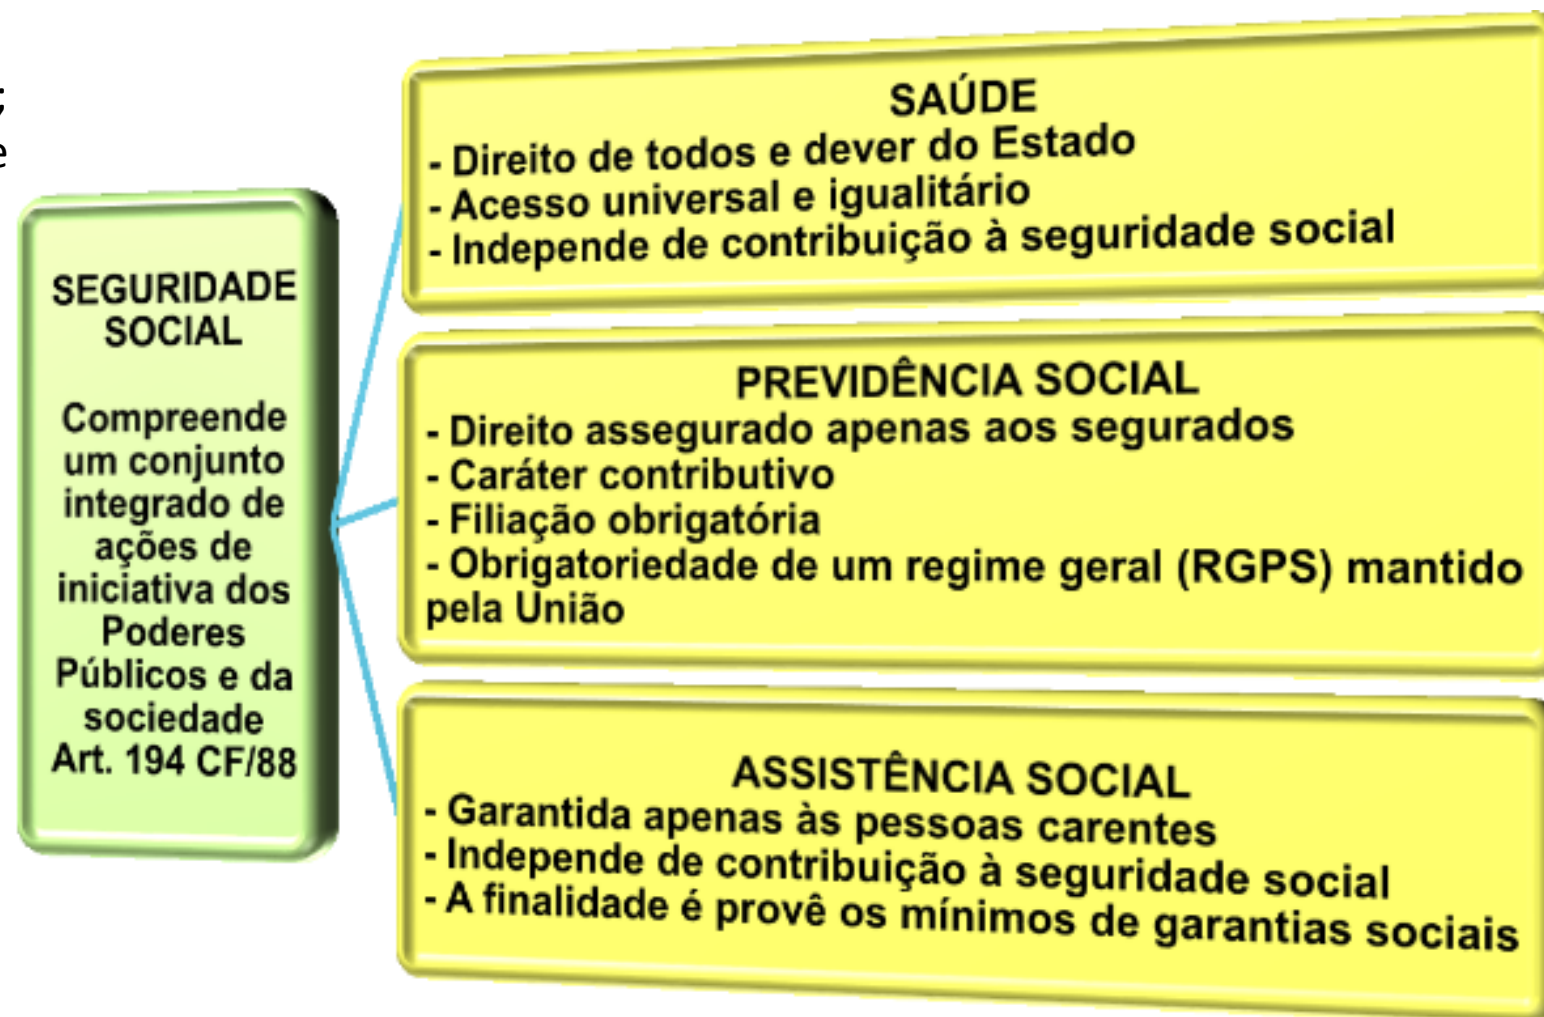 ;
e
SEGURIDADE
SOCIAL
Compreende
um conjunto
integrado de
ações de
iniciativa dos
Poderes
Públicos e da
sociedade
Art. 194 CF/88
SAÚDE
- Direito de todos e dever do Estado
- Acesso universal e igualitário
- Independe de contribuição à seguridade social
PREVIDÊNCIA SOCIAL
- Direito assegurado apenas aos segurados
- Caráter contributivo
- Filiação obrigatória
- Obrigatoriedade de um regime geral (RGPS) mantido
pela União
ASSISTÊNCIA SOCIAL
- Garantida apenas às pessoas carentes
- Independe de contribuição à seguridade social
- A finalidade é provê os mínimos de garantias sociais